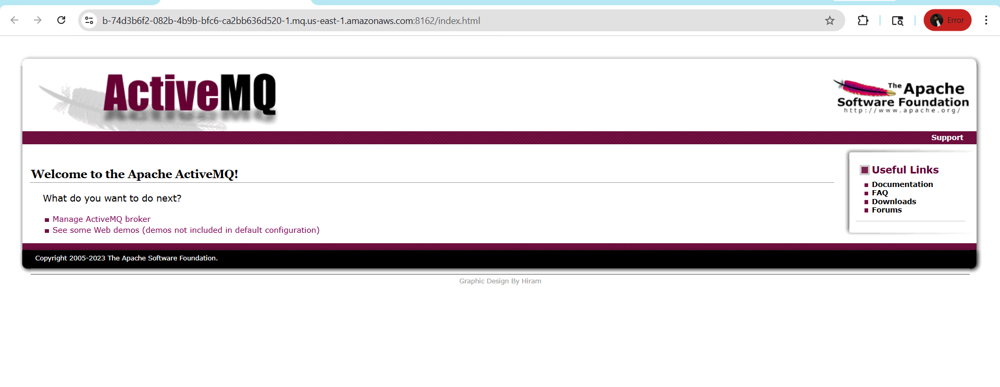 b-74d3b6f2-082b-4b9b-bfc6-ca2bb636d520-1.mq.us-east-1.amazonaws.com:8162/index.html
Error
ActiveMQ
The Apache
Software Foundation
http://www.apache.org/
Support
Welcome to the Apache ActiveMQ!
What do you want to do next?
Manage ActiveMQ broker
See some Web demos (demos not included in default configuration)
Useful Links
Documentation
FAQ
Downloads
Forums
Copyright 2005-2023 The Apache Software Foundation.
Graphic Design By Hiram